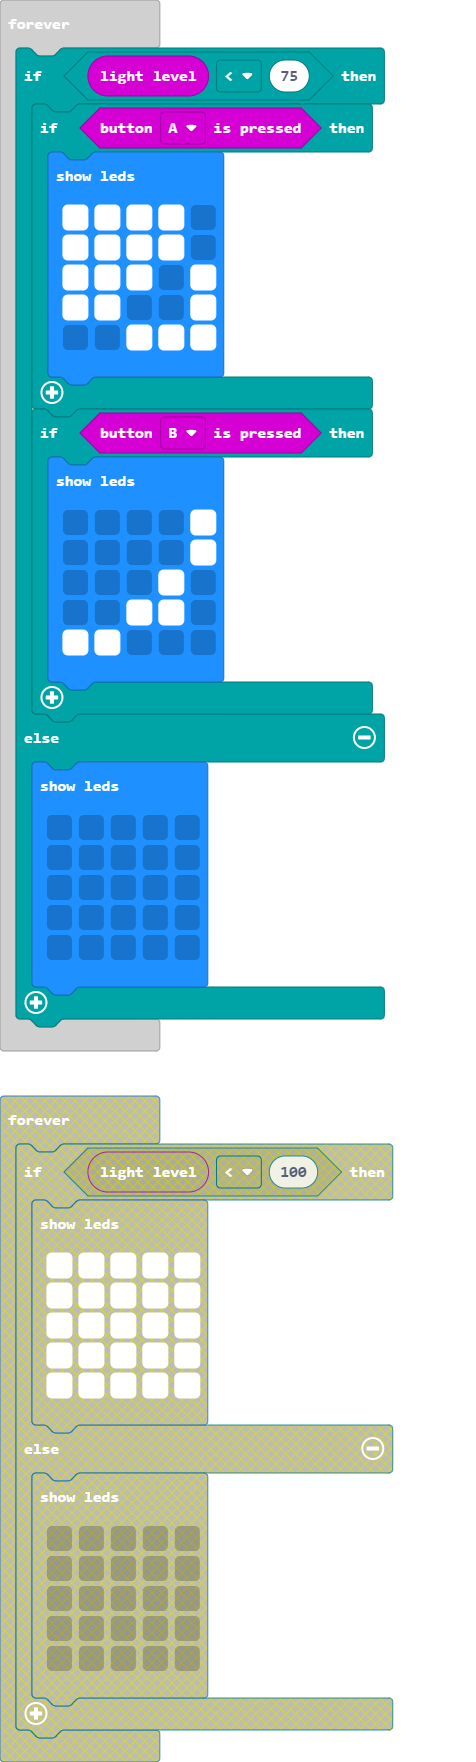 forever
if light level < 75 then
if button A is pressed then
show leds
if button B is pressed then
show leds
else
show leds
forever
if light level < 100 then
show leds
else
show leds